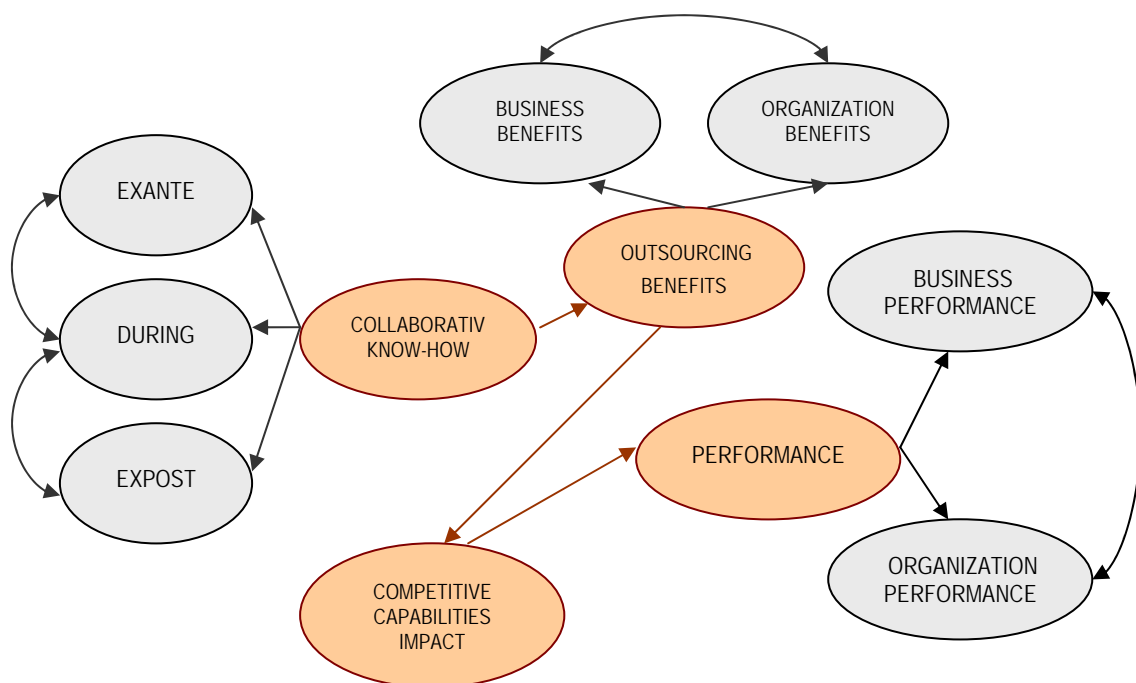 BUSINESS
BENEFITS
ORGANIZATION
BENEFITS
EXANTE
OUTSOURCING
BENEFITS
BUSINESS
PERFORMANCE
DURING
COLLABORATIV
KNOW-HOW
PERFORMANCE
EXPOST
ORGANIZATION
PERFORMANCE
COMPETITIVE
CAPABILITIES
IMPACT